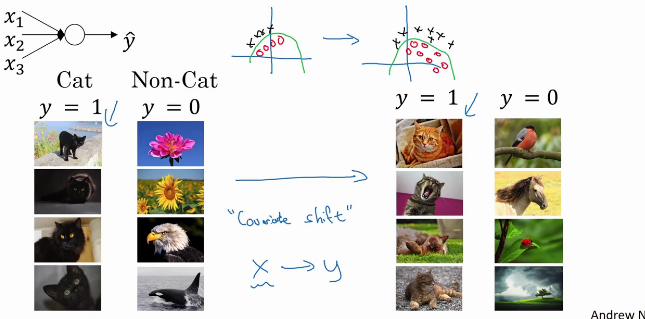 x₁
x₂
x₃
ŷ
Cat Non-Cat
y = 1 y = 0
y = 1 y = 0
"Covariate shift"
X → y
Andrew N